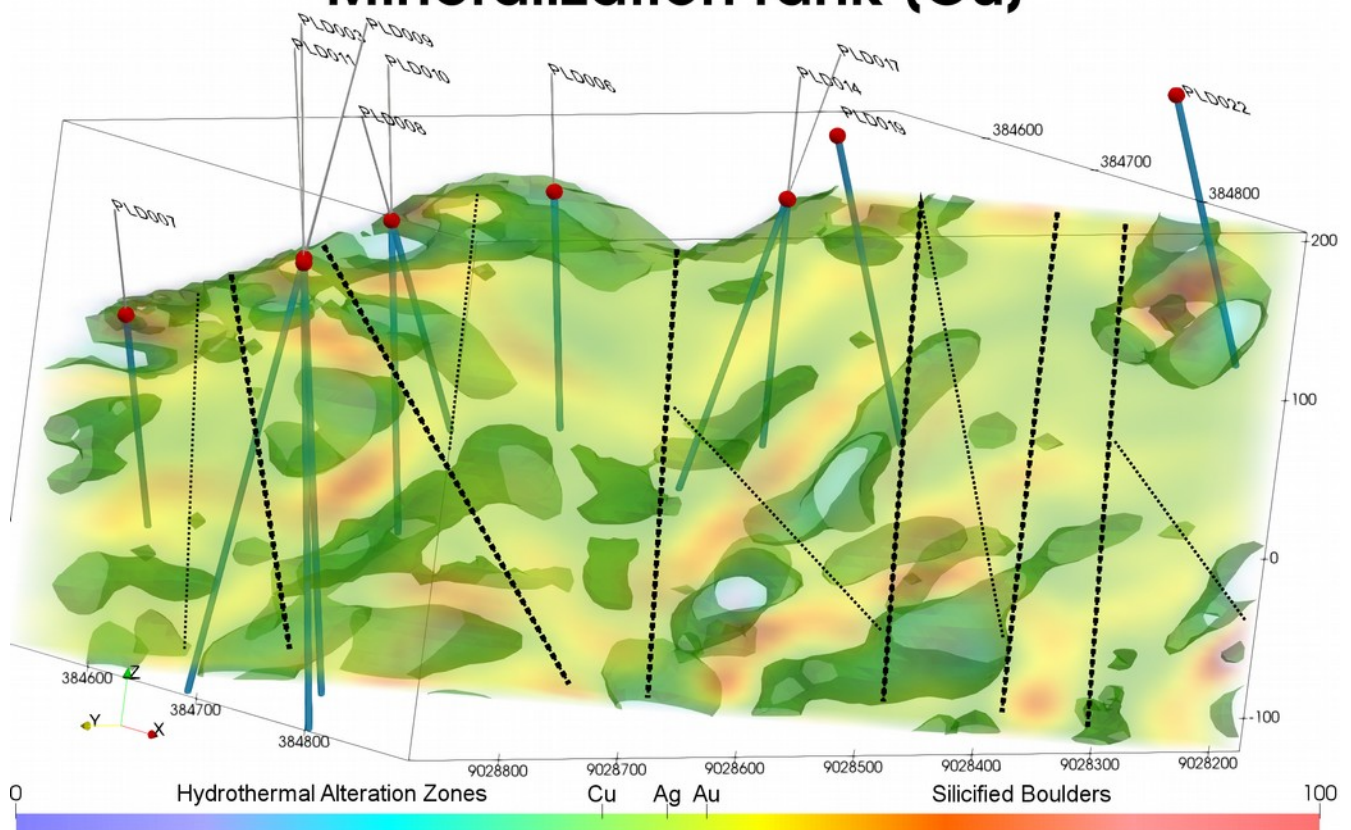 Mineralization rank (Cu)
PLD003
PLD009
PLD011
PLD010
PLD006
PLD017
PLD014
PLD008
PLD019
PLD022
PLD007
384600
384700
384800
200
100
0
-100
384600
384700
384800
Z
Y
X
9028800
9028700
9028600
9028500
9028400
9028300
9028200
0 Hydrothermal Alteration Zones Cu Ag Au Silicified Boulders 100